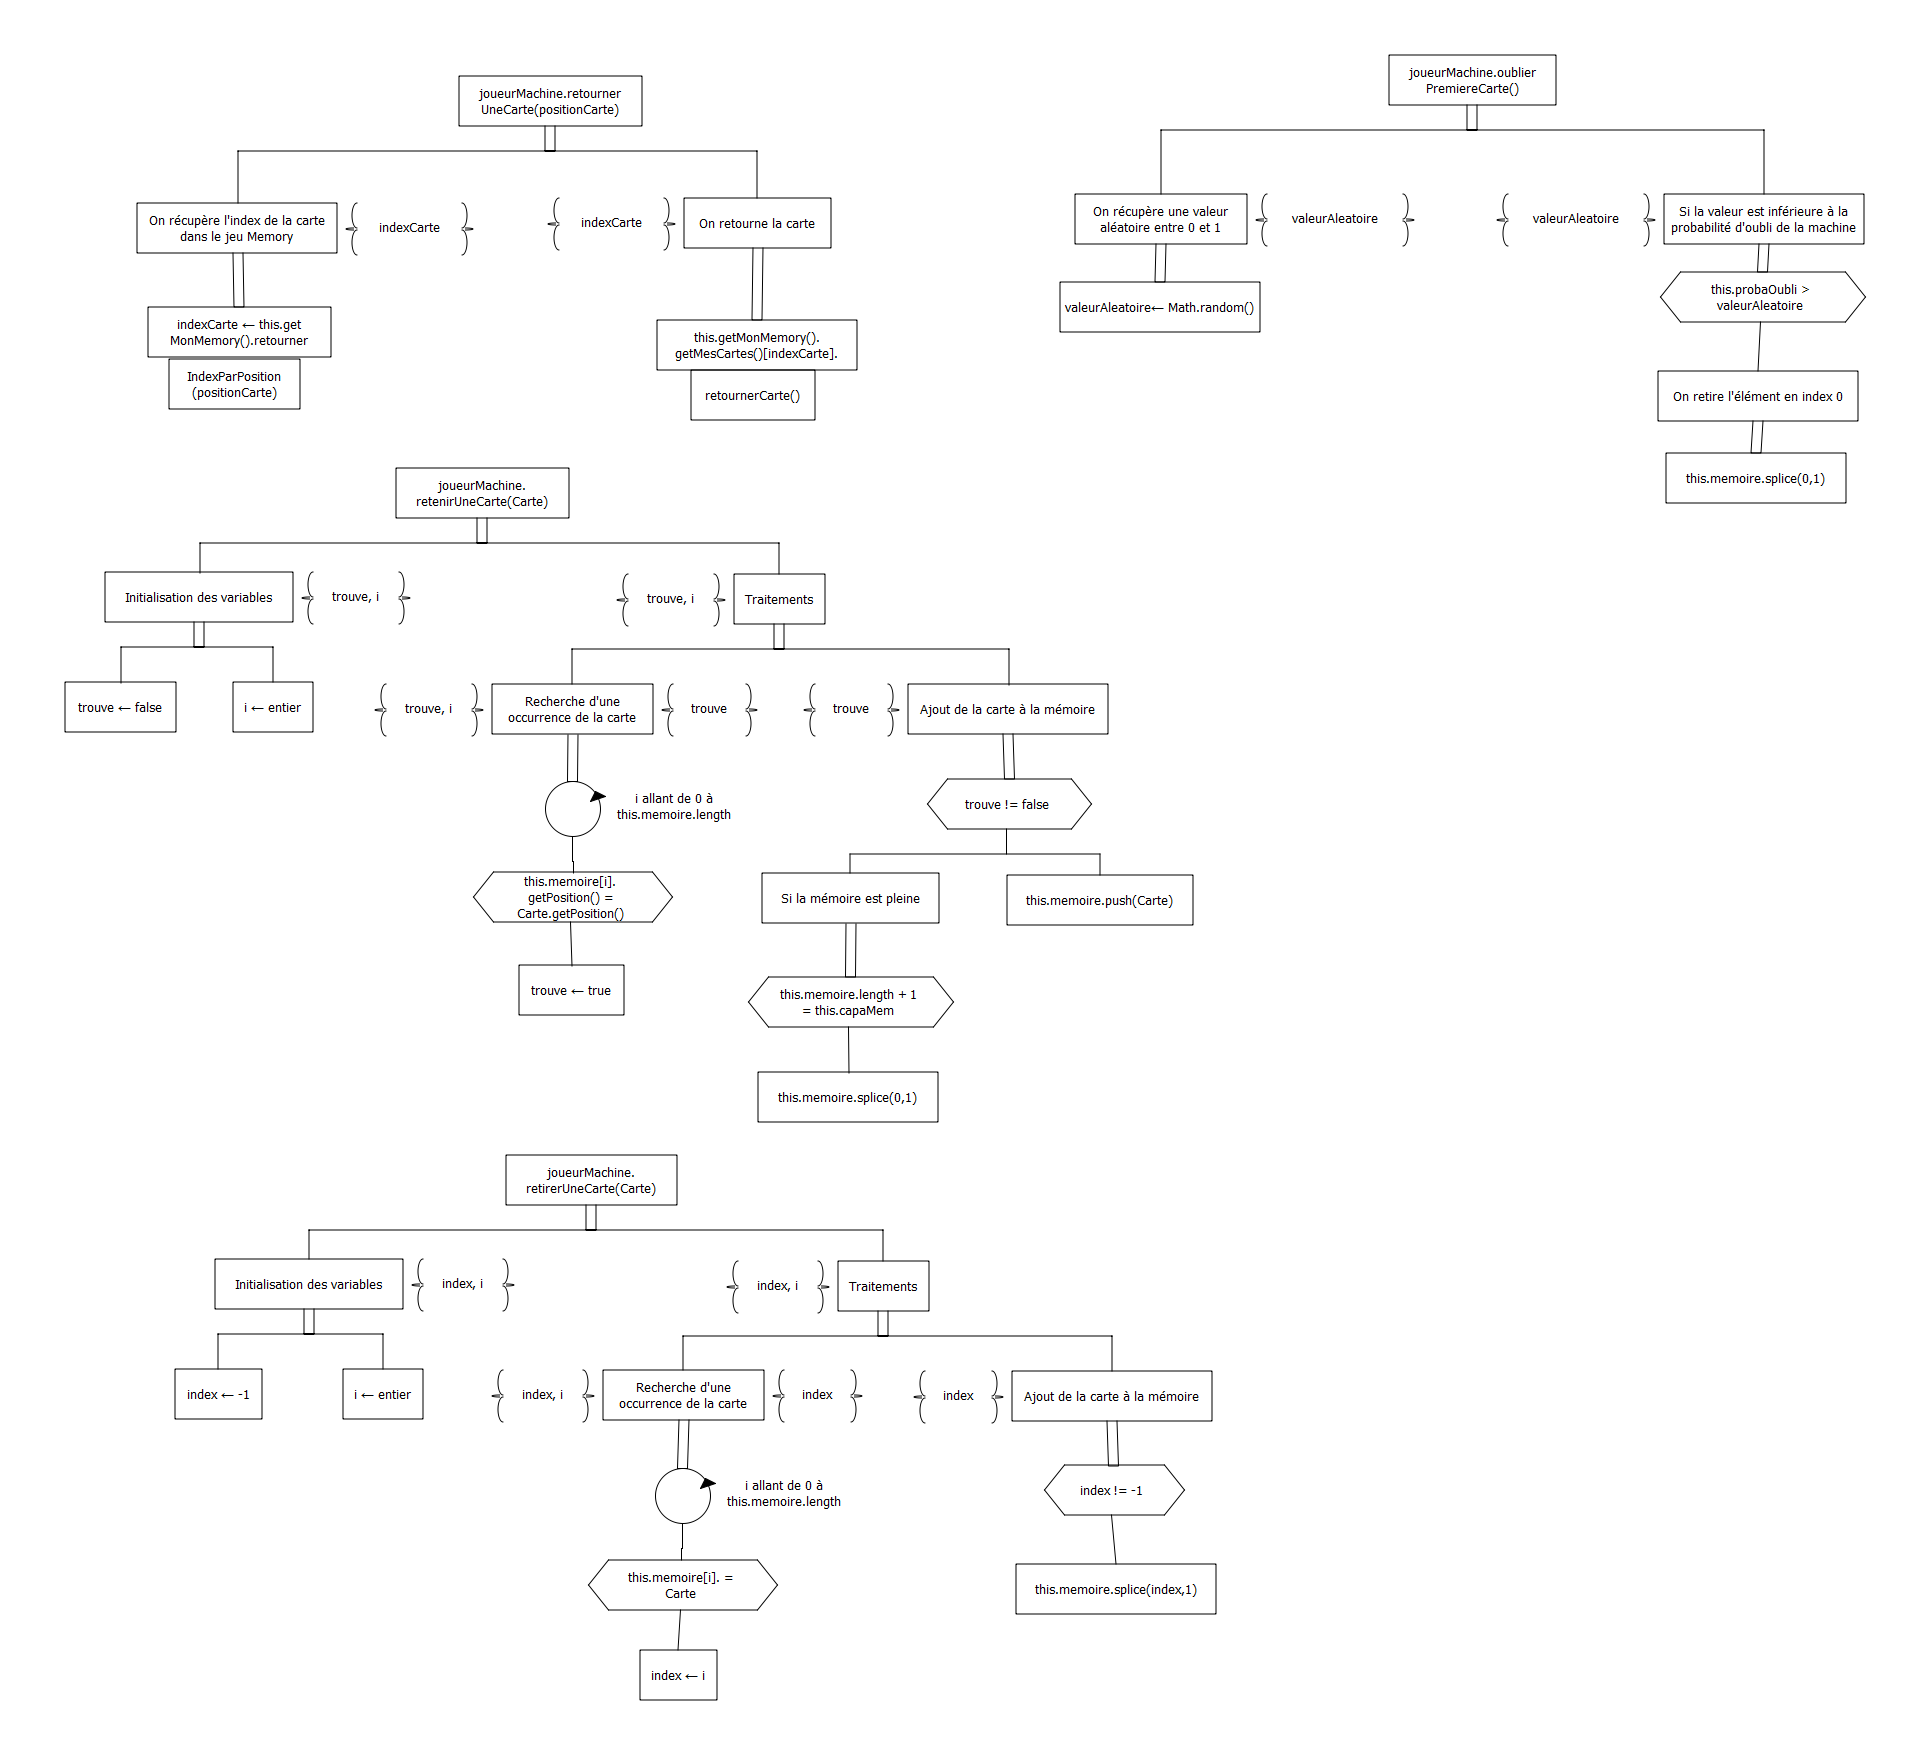 joueurMachine.retourner
UneCarte(positionCarte)
On récupère l'index de la carte
dans le jeu Memory
indexCarte
indexCarte
On retourne la carte
indexCarte ← this.get
MonMemory().retourner
IndexParPosition
(positionCarte)
this.getMonMemory().
getMesCartes()[indexCarte].
retournerCarte()
joueurMachine.oublier
PremiereCarte()
On récupère une valeur
aléatoire entre 0 et 1
valeurAleatoire
valeurAleatoire
Si la valeur est inférieure à la
probabilité d'oubli de la machine
valeurAleatoire← Math.random()
this.probaOubli >
valeurAleatoire
On retire l'élément en index 0
this.memoire.splice(0,1)
joueurMachine.
retenirUneCarte(Carte)
Initialisation des variables
trouve, i
trouve, i
Traitements
trouve ← false
i ← entier
trouve, i
Recherche d'une
occurrence de la carte
trouve
trouve
Ajout de la carte à la mémoire
i allant de 0 à
this.memoire.length
trouve != false
this.memoire[i].
getPosition() =
Carte.getPosition()
Si la mémoire est pleine
this.memoire.push(Carte)
trouve ← true
this.memoire.length + 1
= this.capaMem
this.memoire.splice(0,1)
joueurMachine.
retirerUneCarte(Carte)
Initialisation des variables
index, i
index, i
Traitements
index ← -1
i ← entier
index, i
Recherche d'une
occurrence de la carte
index
index
Ajout de la carte à la mémoire
i allant de 0 à
this.memoire.length
index != -1
this.memoire[i]. =
Carte
this.memoire.splice(index,1)
index ← i